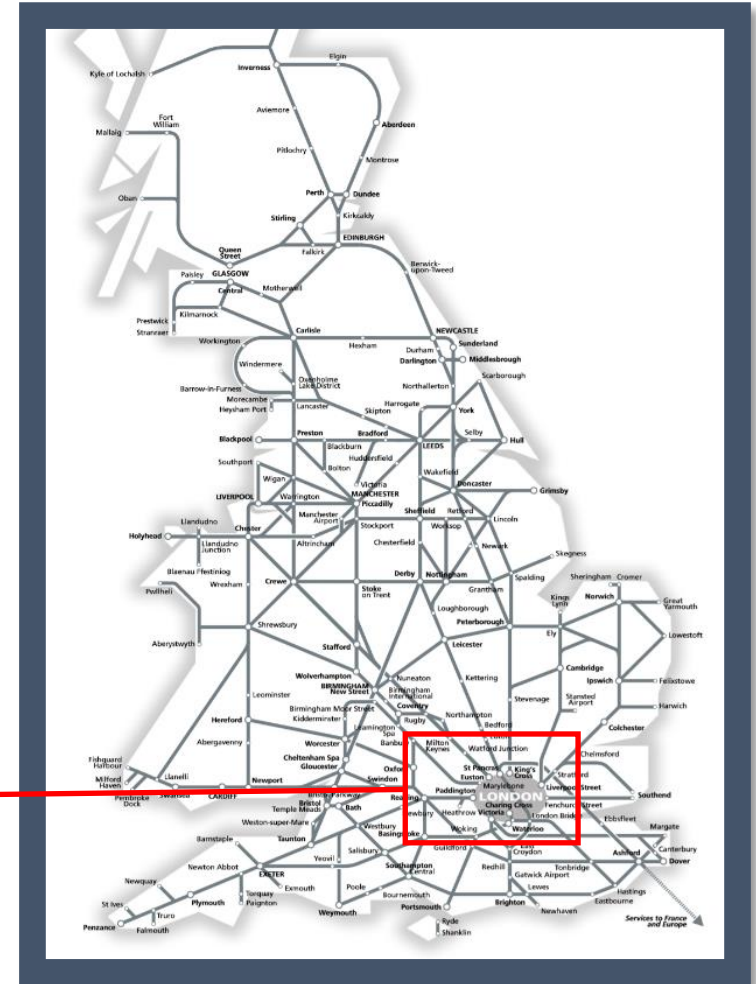 Kyle of Lochalsh
Inverness
Elgin
Aviemore
Aberdeen
Fort
William
Mallaig
Pitlochry
Montrose
Perth
Dundee
Oban
Stirling
Kirkcaldy
Queen
Street
Falkirk
EDINBURGH
Berwick-
upon-Tweed
Paisley
GLASGOW
Central
Motherwell
Prestwick
Kilmarnock
Stranraer
Carlisle
Hexham
NEWCASTLE
Sunderland
Workington
Durham
Darlington
Middlesbrough
Windermere
Oxenholme
Lake District
Northallerton
Scarborough
Barrow-in-Furness
Morecambe
Heysham Port
Lancaster
Harrogate
York
Skipton
Blackpool
Preston
Bradford
Blackburn
LEEDS
Selby
Hull
Southport
Bolton
Huddersfield
Wigan
Victoria
Wakefield
LIVERPOOL
Warrington
MANCHESTER
Piccadilly
Doncaster
Grimsby
Manchester
Airport
Stockport
Sheffield
Retford
Worksop
Lincoln
Holyhead
Llandudno
Llandudno
Junction
Chester
Altrincham
Chesterfield
Newark
Skegness
Blaenau Ffestiniog
Pwllheli
Wrexham
Crewe
Stoke
on Trent
Derby
Nottingham
Grantham
Spalding
Sheringham
Cromer
Kings
Lynn
Norwich
Great
Yarmouth
Loughborough
Peterborough
Aberystwyth
Shrewsbury
Stafford
Leicester
Ely
Lowestoft
Wolverhampton
BIRMINGHAM
New Street
Nuneaton
Birmingham
International
Kettering
Cambridge
Leominster
Birmingham Moor Street
Coventry
Stevenage
Stansted
Airport
Ipswich
Felixstowe
Hereford
Kidderminster
Leamington
Spa
Rugby
Northampton
Bedford
Harwich
Colchester
Abergavenny
Worcester
Banbury
Milton
Keynes
Luton
Watford Junction
Chelmsford
Fishguard
Harbour
Cheltenham Spa
Gloucester
Oxford
St Pancras
Euston
King's
Cross
Stratford
Milford
Haven
Llanelli
Newport
Swindon
Paddington
Marylebone
LONDON
Liverpool Street
Southend
Pembroke
Dock
Swansea
CARDIFF
Bristol Parkway
Bristol
Temple Meads
Bath
Reading
Newbury
Heathrow
Victoria
Charing Cross
Fenchurch Street
London Bridge
Ebbsfleet
Weston-super-Mare
Westbury
Basingstoke
Woking
Waterloo
Margate
Barnstaple
Taunton
Yeovil
Salisbury
Guildford
East
Croydon
Canterbury
Newton Abbot
EXETER
Southampton
Central
Redhill
Gatwick Airport
Tonbridge
Ashford
Dover
Newquay
Exmouth
Poole
Bournemouth
Lewes
Hastings
Eastbourne
St Ives
Truro
Plymouth
Torquay
Paignton
Weymouth
Portsmouth
Brighton
Newhaven
Penzance
Falmouth
Ryde
Shanklin
Services to France
and Europe